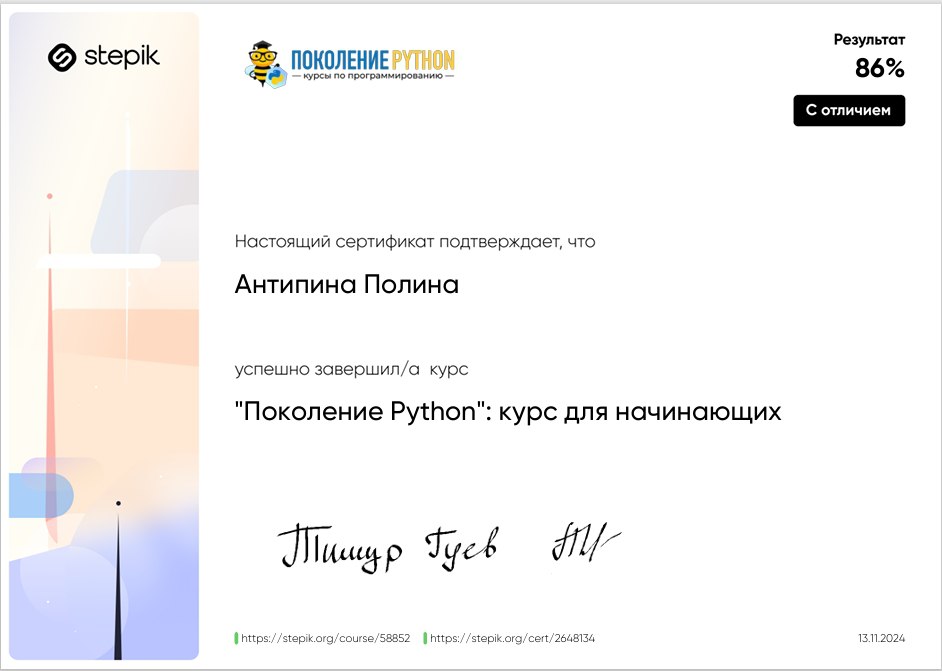 stepik
ПОКОЛЕНИЕ PYTHON
— курсы по программированию —
Результат
86%
С отличием
Настоящий сертификат подтверждает, что
Антипина Полина
успешно завершил/а курс
"Поколение Python": курс для начинающих
Тимур Гуев
https://stepik.org/course/58852 https://stepik.org/cert/2648134
13.11.2024